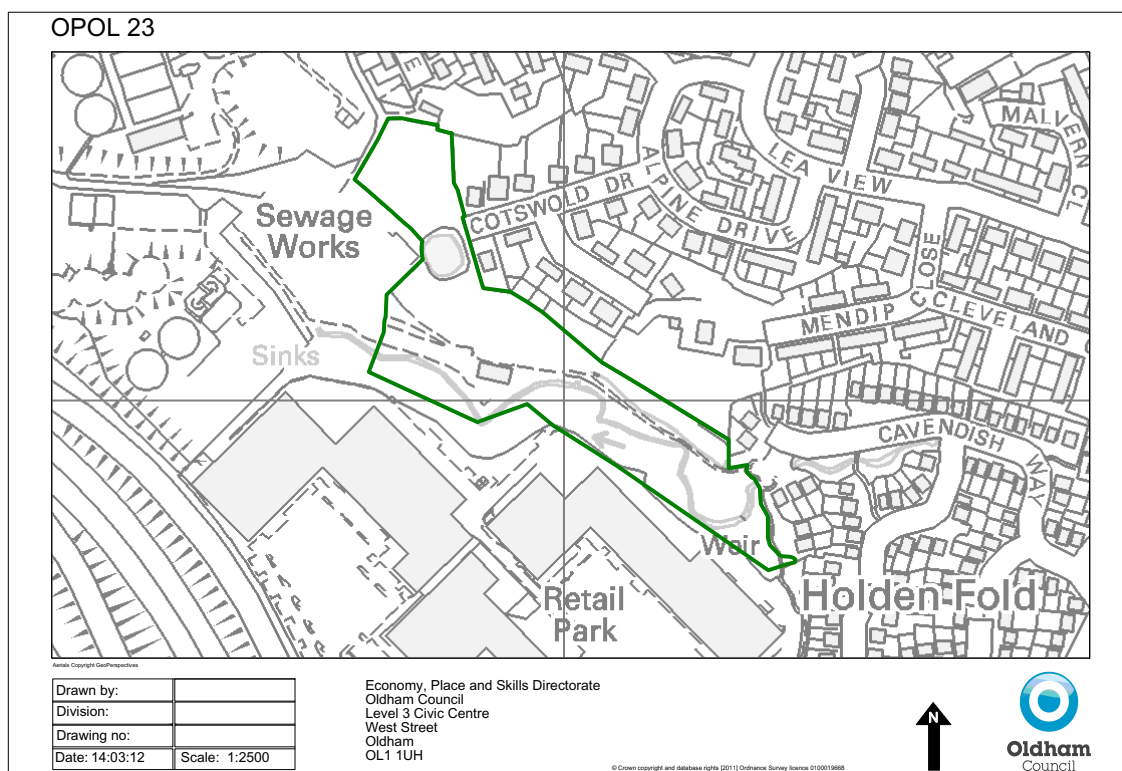 OPOL 23
MALVERN CL
LEA VIEW
ALPINE DRIVE
COTSWOLD DR
Sewage
Works
CLOSE
MENDIP
CLEVELAND
Sinks
CAVENDISH
WAY
Weir
Retail
Park
Holden Fold
Aerials Copyright GeoPerspectives
Drawn by:
Division:
Drawing no:
Date: 14:03:12 Scale: 1:2500
Economy, Place and Skills Directorate
Oldham Council
Level 3 Civic Centre
West Street
Oldham
OL1 1UH
© Crown copyright and database rights [2011] Ordnance Survey licence 0100019668
N
Oldham
Council